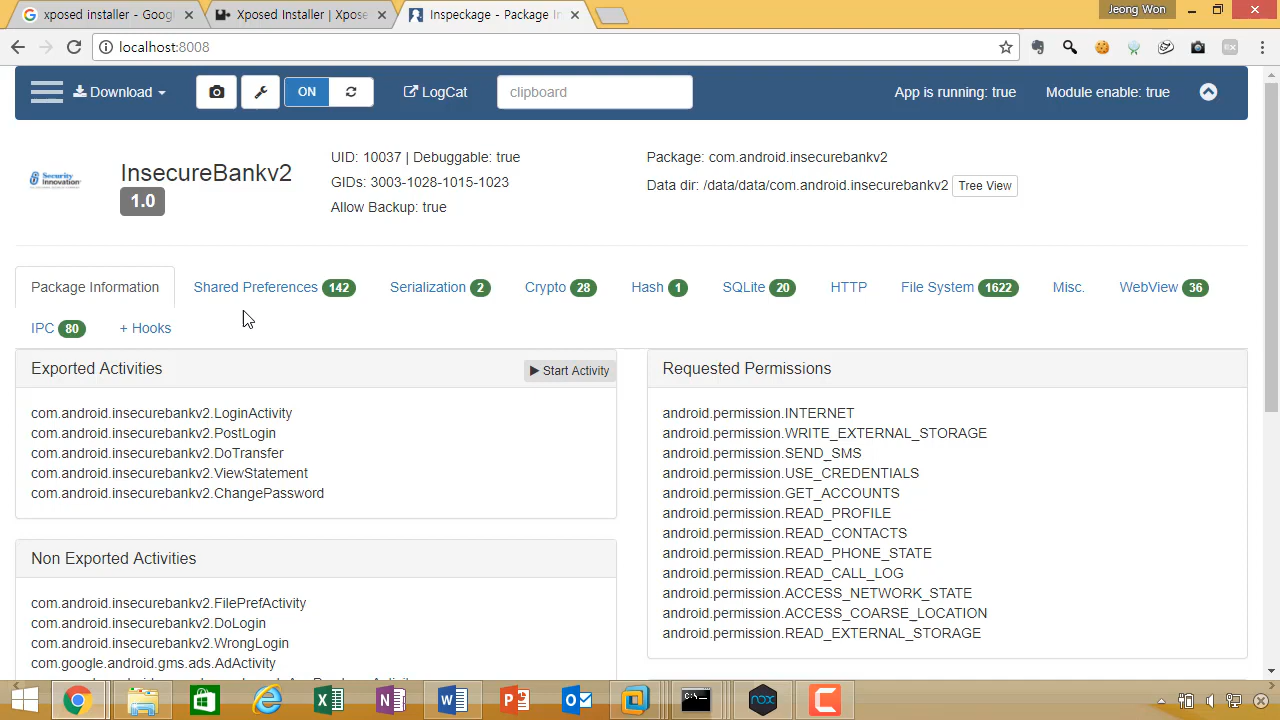 xposed installer - Goog
Xposed Installer | Xpose
Inspeckage - Package In
Jeong Won
localhost:8008
Download
ON
LogCat
clipboard
App is running: true
Module enable: true
Security Innovation
InsecureBankv2
1.0
UID: 10037 | Debuggable: true
GIDs: 3003-1028-1015-1023
Allow Backup: true
Package: com.android.insecurebankv2
Data dir: /data/data/com.android.insecurebankv2 Tree View
Package Information
Shared Preferences 142
Serialization 2
Crypto 28
Hash 1
SQLite 20
HTTP
File System 1622
Misc.
WebView 36
IPC 80
+ Hooks
Exported Activities
Start Activity
com.android.insecurebankv2.LoginActivity
com.android.insecurebankv2.PostLogin
com.android.insecurebankv2.DoTransfer
com.android.insecurebankv2.ViewStatement
com.android.insecurebankv2.ChangePassword
Non Exported Activities
com.android.insecurebankv2.FilePrefActivity
com.android.insecurebankv2.DoLogin
com.android.insecurebankv2.WrongLogin
com.google.android.gms.ads.AdActivity
Requested Permissions
android.permission.INTERNET
android.permission.WRITE_EXTERNAL_STORAGE
android.permission.SEND_SMS
android.permission.USE_CREDENTIALS
android.permission.GET_ACCOUNTS
android.permission.READ_PROFILE
android.permission.READ_CONTACTS
android.permission.READ_PHONE_STATE
android.permission.READ_CALL_LOG
android.permission.ACCESS_NETWORK_STATE
android.permission.ACCESS_COARSE_LOCATION
android.permission.READ_EXTERNAL_STORAGE
nox